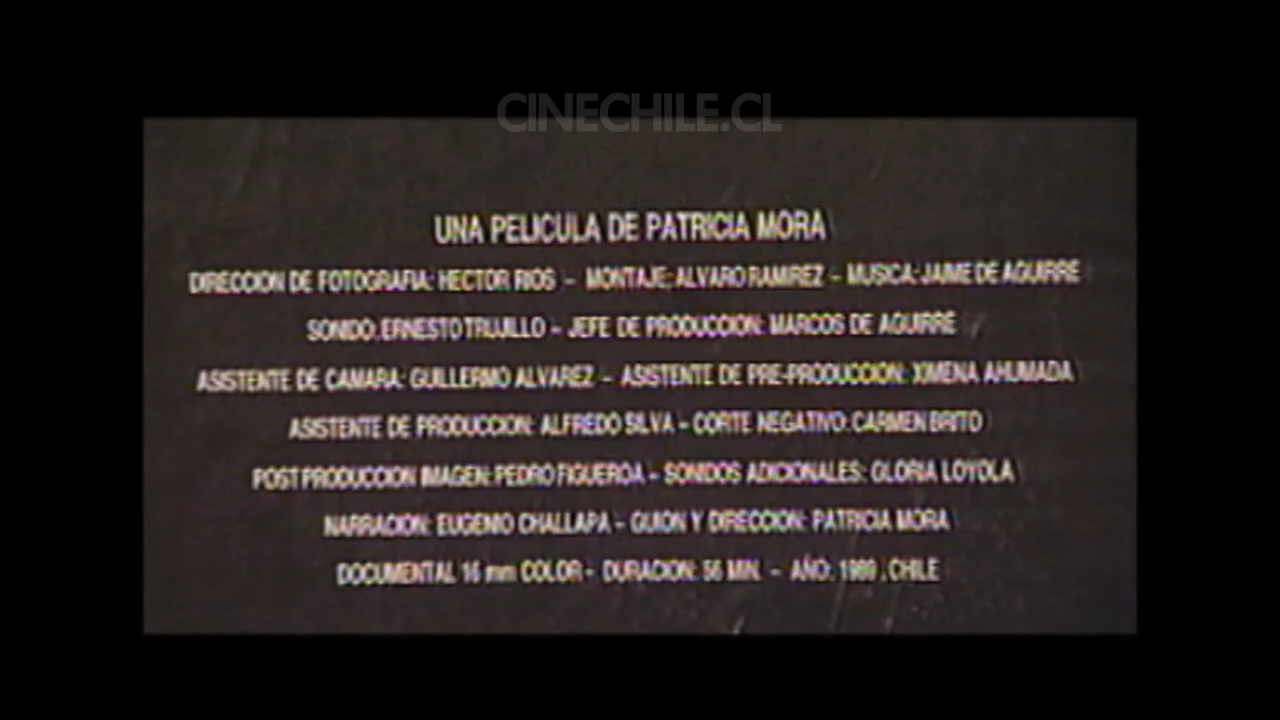 CINECHILE.CL
UNA PELICULA DE PATRICIA MORA
DIRECCION DE FOTOGRAFIA: HECTOR RIOS - MONTAJE: ALVARO RAMIREZ - MUSICA: JAIME DE AGUIRRE
SONIDO: ERNESTO TRUJILLO - JEFE DE PRODUCCION: MARCOS DE AGUIRRE
ASISTENTE DE CAMARA: GUILLERMO ALVAREZ - ASISTENTE DE PRE-PRODUCCION: XIMENA AHUMADA
ASISTENTE DE PRODUCCION: ALFREDO SILVA - CORTE NEGATIVO: CARMEN BRITO
POST PRODUCCION IMAGEN: PEDRO FIGUEROA - SONIDOS ADICIONALES: GLORIA LOYOLA
NARRACION: EUGENIO CHALLAPA - GUION Y DIRECCION: PATRICIA MORA
DOCUMENTAL 16 mm COLOR - DURACION: 56 MIN. - AÑO: , CHILE